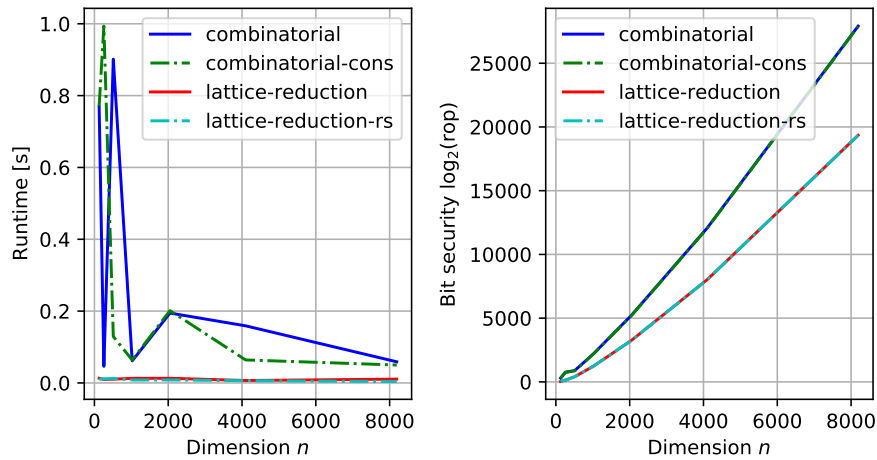 Runtime [s]
1.0
0.8
0.6
0.4
0.2
0.0
0 2000 4000 6000 8000
Dimension n
combinatorial
combinatorial-cons
lattice-reduction
lattice-reduction-rs
Bit security log₂(rop)
25000
20000
15000
10000
5000
0
0 2000 4000 6000 8000
Dimension n
combinatorial
combinatorial-cons
lattice-reduction
lattice-reduction-rs